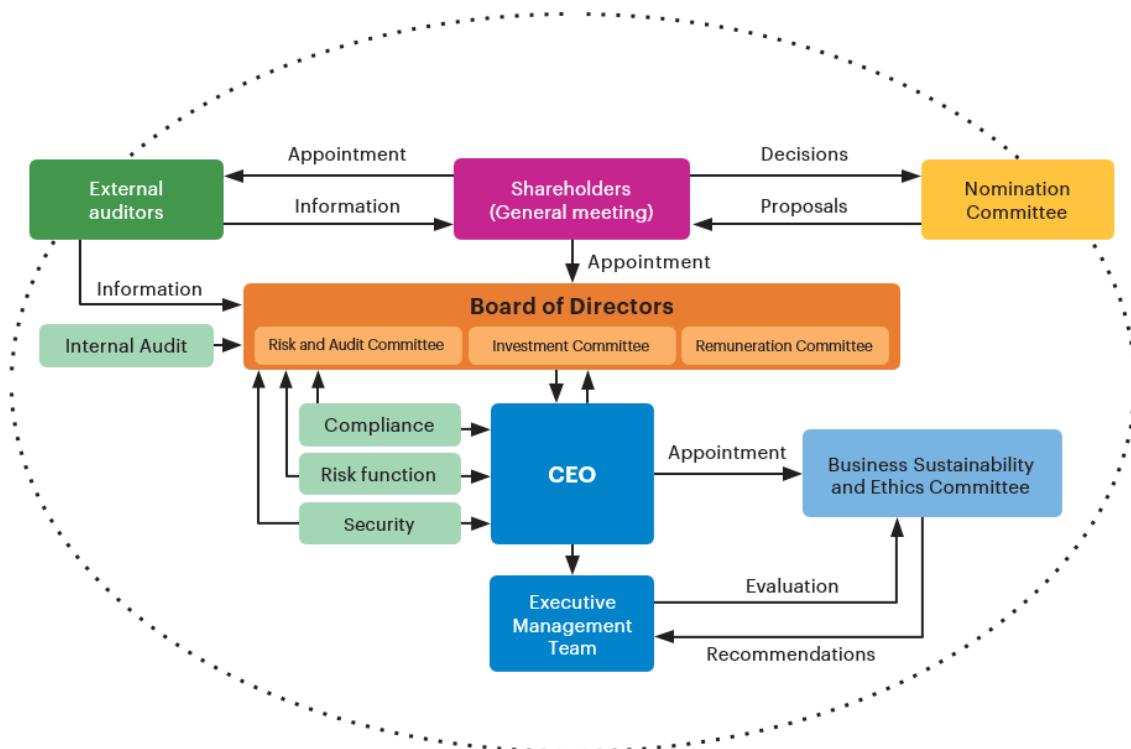 Appointment
Decisions
External
auditors
Shareholders
(General meeting)
Nomination
Committee
Information
Proposals
Appointment
Information
Board of Directors
Internal Audit
Risk and Audit Committee
Investment Committee
Remuneration Committee
Compliance
CEO
Appointment
Business Sustainability
and Ethics Committee
Risk function
Security
Executive
Management
Team
Evaluation
Recommendations